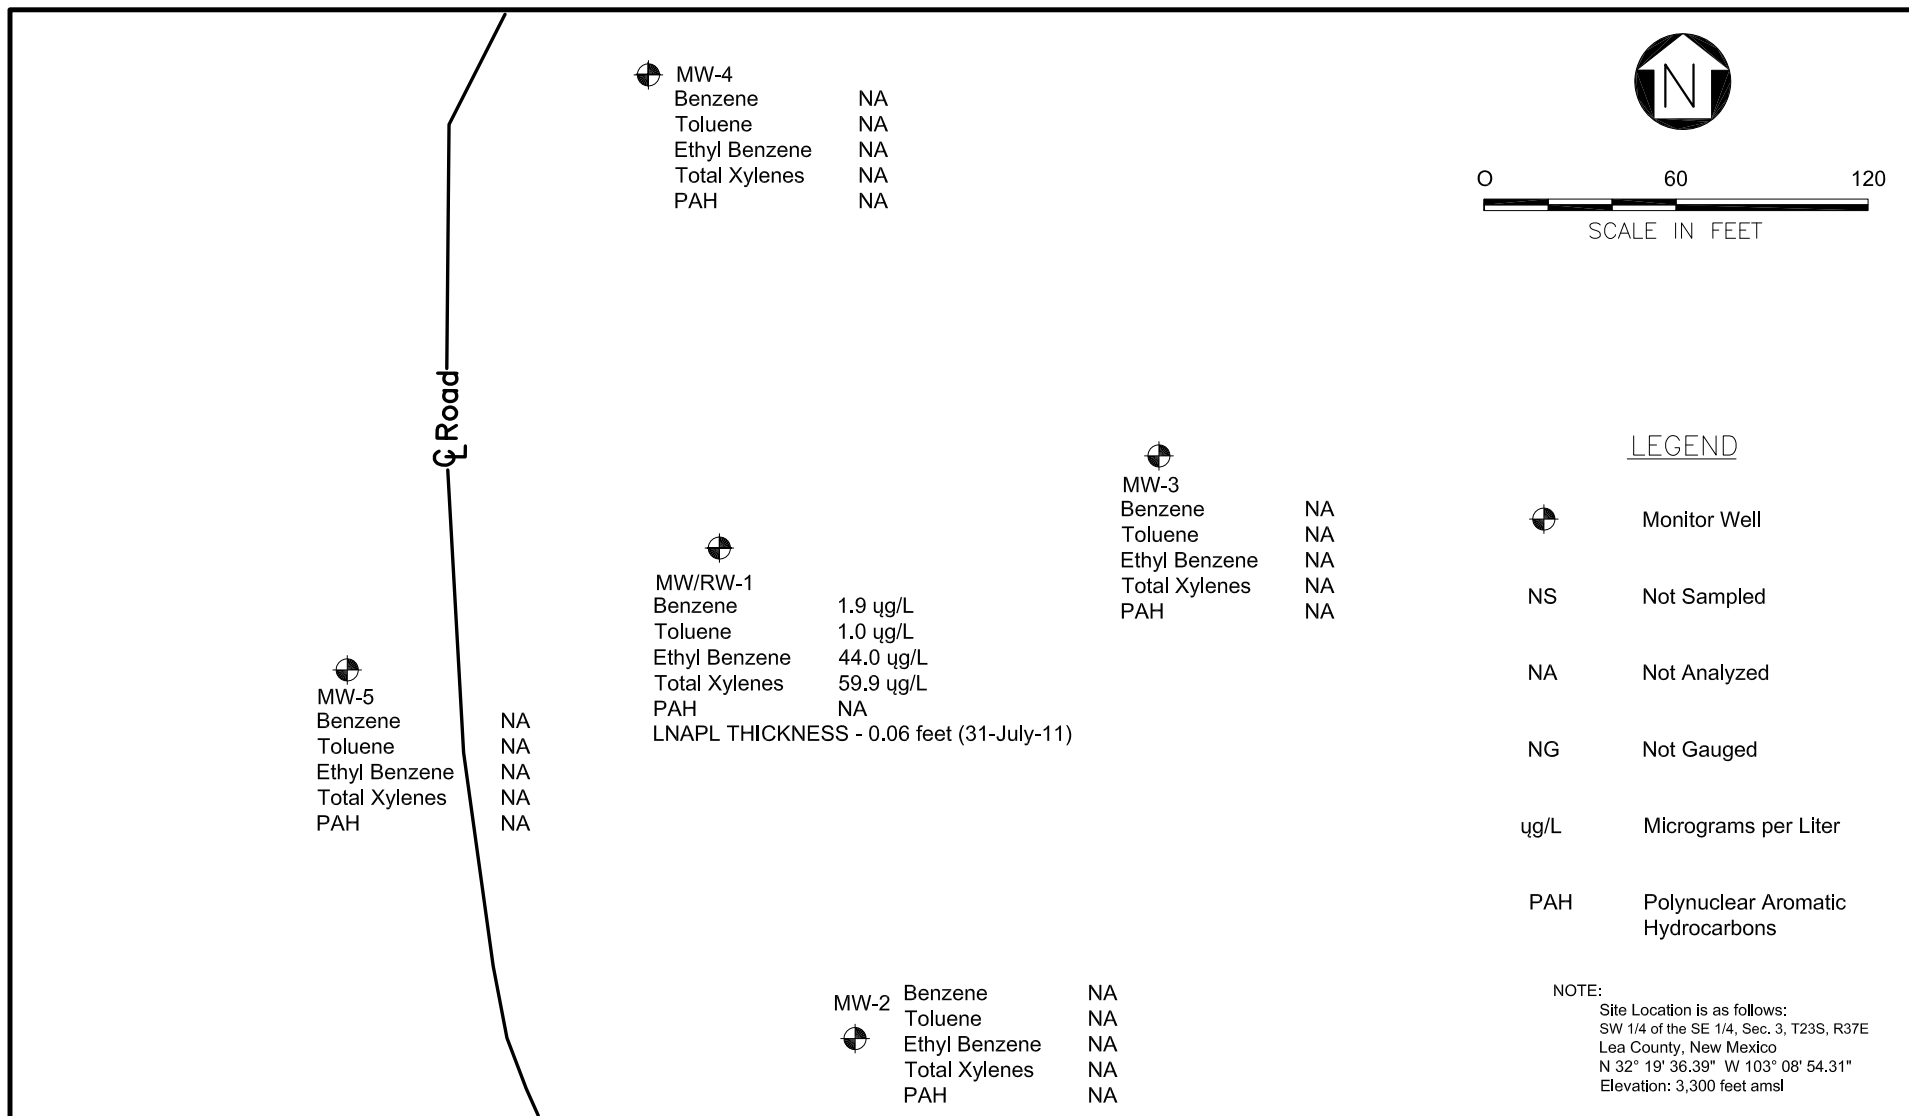 MW-4
Benzene NA
Toluene NA
Ethyl Benzene NA
Total Xylenes NA
PAH NA
N
O 60 120
SCALE IN FEET
℄ Road
MW-3
Benzene NA
Toluene NA
Ethyl Benzene NA
Total Xylenes NA
PAH NA
MW/RW-1
Benzene 1.9 ųg/L
Toluene 1.0 ųg/L
Ethyl Benzene 44.0 ųg/L
Total Xylenes 59.9 ųg/L
PAH NA
LNAPL THICKNESS - 0.06 feet (31-July-11)
MW-5
Benzene NA
Toluene NA
Ethyl Benzene NA
Total Xylenes NA
PAH NA
MW-2
Benzene NA
Toluene NA
Ethyl Benzene NA
Total Xylenes NA
PAH NA
LEGEND
Monitor Well
NS Not Sampled
NA Not Analyzed
NG Not Gauged
ųg/L Micrograms per Liter
PAH Polynuclear Aromatic
Hydrocarbons
NOTE:
Site Location is as follows:
SW 1/4 of the SE 1/4, Sec. 3, T23S, R37E
Lea County, New Mexico
N 32° 19' 36.39" W 103° 08' 54.31"
Elevation: 3,300 feet amsl